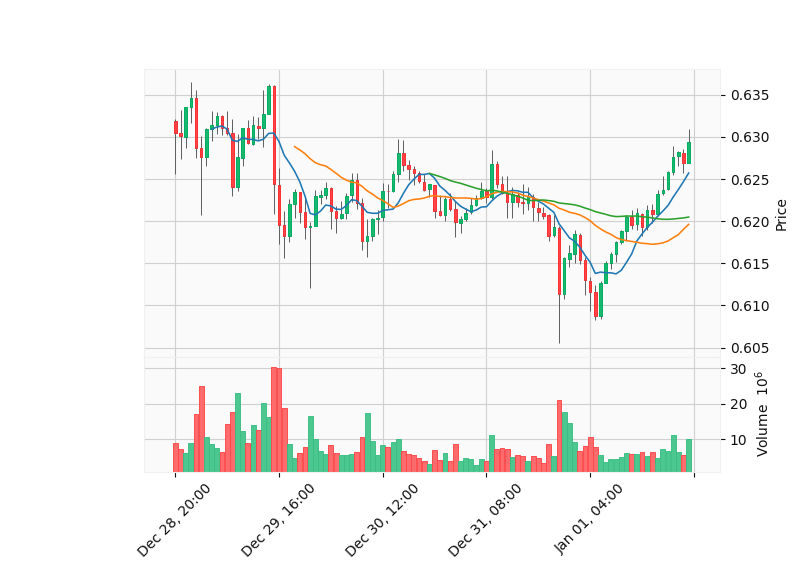 0.635
0.630
0.625
0.620
0.615
0.610
0.605
Price
30
20
10
Volume 10^6
Dec 28, 20:00
Dec 29, 16:00
Dec 30, 12:00
Dec 31, 08:00
Jan 01, 04:00